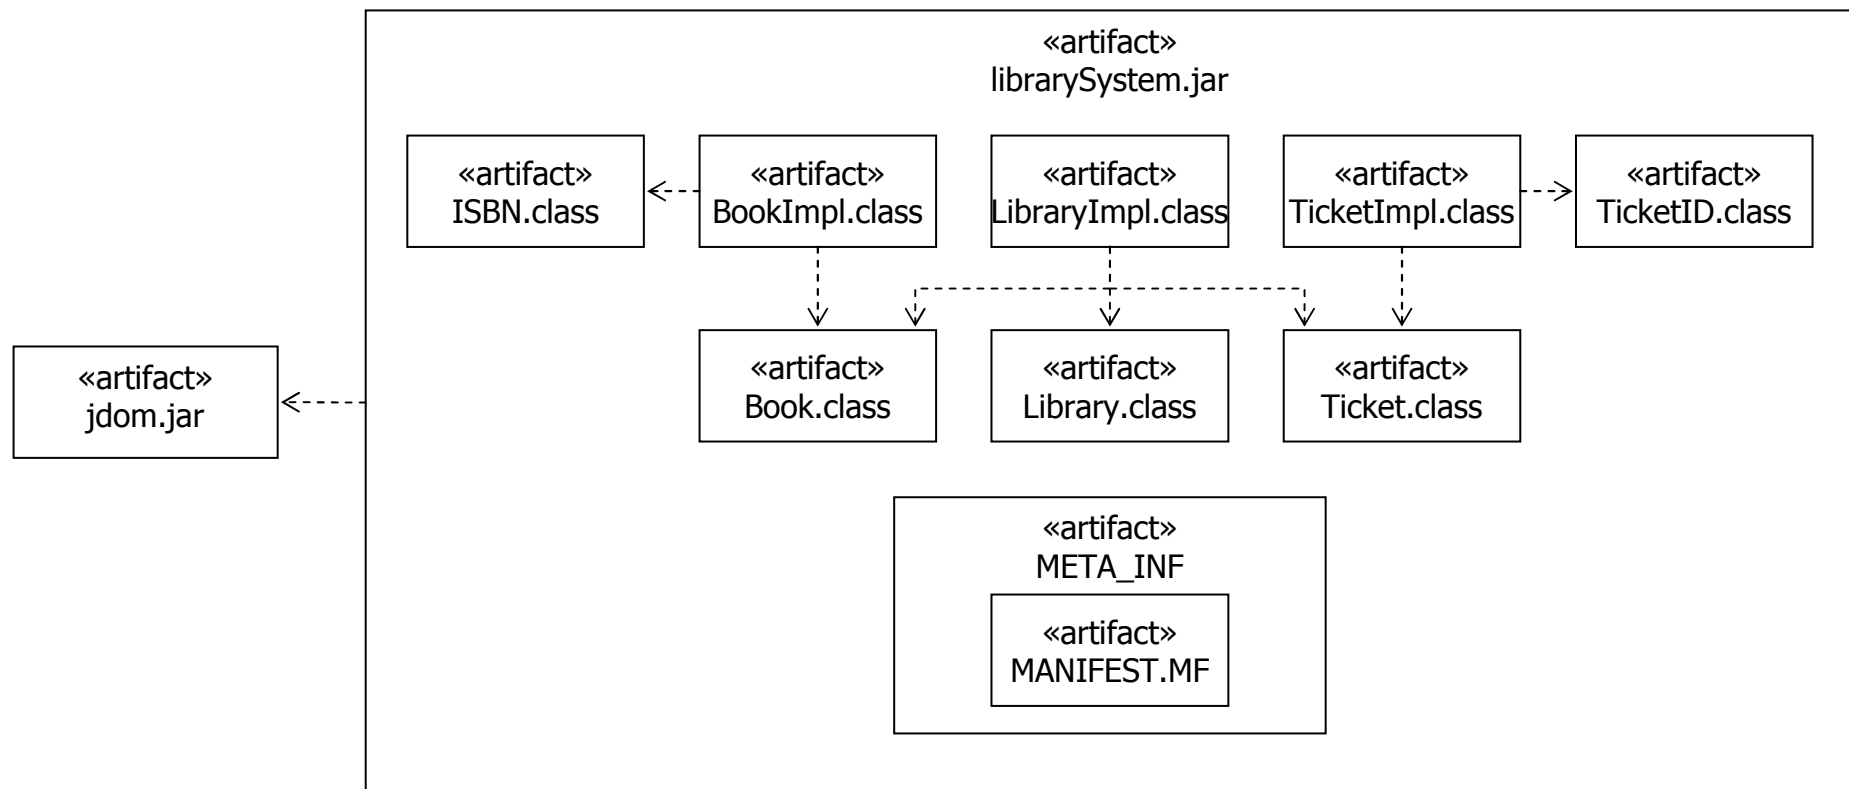 «artifact»
librarySystem.jar
«artifact»
ISBN.class
«artifact»
BookImpl.class
«artifact»
LibraryImpl.class
«artifact»
TicketImpl.class
«artifact»
TicketID.class
«artifact»
jdom.jar
«artifact»
Book.class
«artifact»
Library.class
«artifact»
Ticket.class
«artifact»
META_INF
«artifact»
MANIFEST.MF